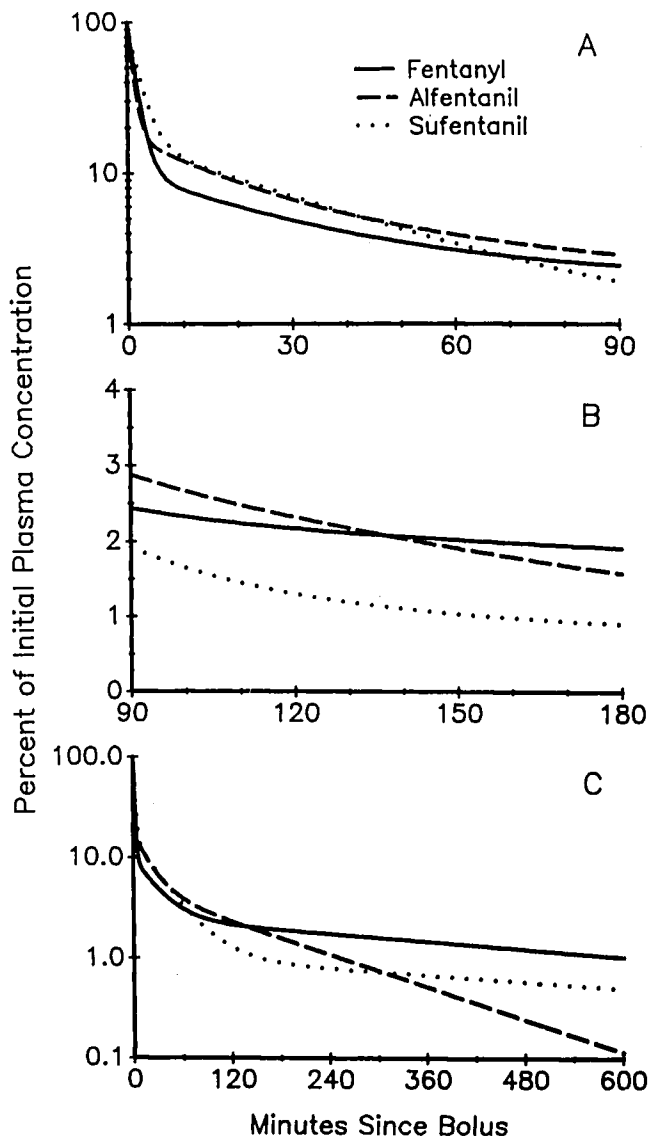 Percent of Initial Plasma Concentration
A
Fentanyl
Alfentanil
Sufentanil
100
10
1
0 30 60 90
B
4
3
2
1
0
90 120 150 180
C
100.0
10.0
1.0
0.1
0 120 240 360 480 600
Minutes Since Bolus